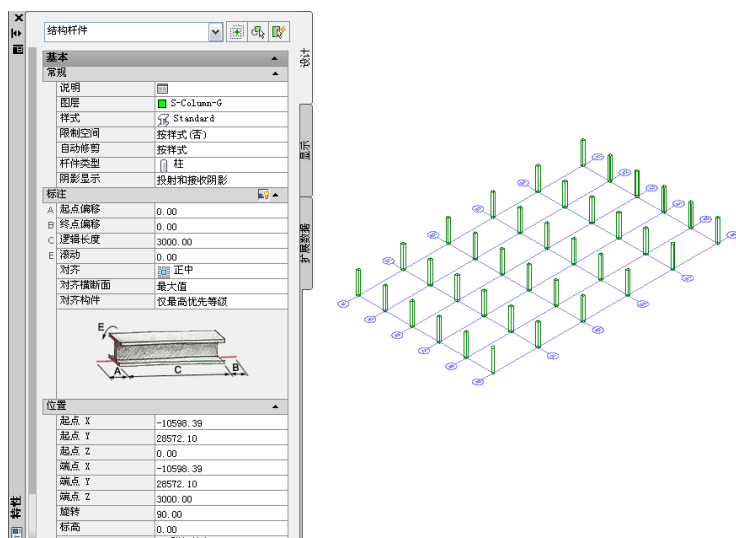 结构杆件
基本
常规
说明
图层 S-Column-G
样式 Standard
限制空间 按样式(否)
自动修剪 按样式
杆件类型 柱
阴影显示 投射和接收阴影
标注
A 起点偏移 0.00
B 终点偏移 0.00
C 逻辑长度 3000.00
E 滚动 0.00
对齐 正中
对齐横断面 最大值
对齐构件 仅最高优先等级
E
A C B
位置
起点 X -10598.39
起点 Y 28572.10
起点 Z 0.00
端点 X -10598.39
端点 Y 28572.10
端点 Z 3000.00
旋转 90.00
标高 0.00
设计
显示
扩展数据
特性